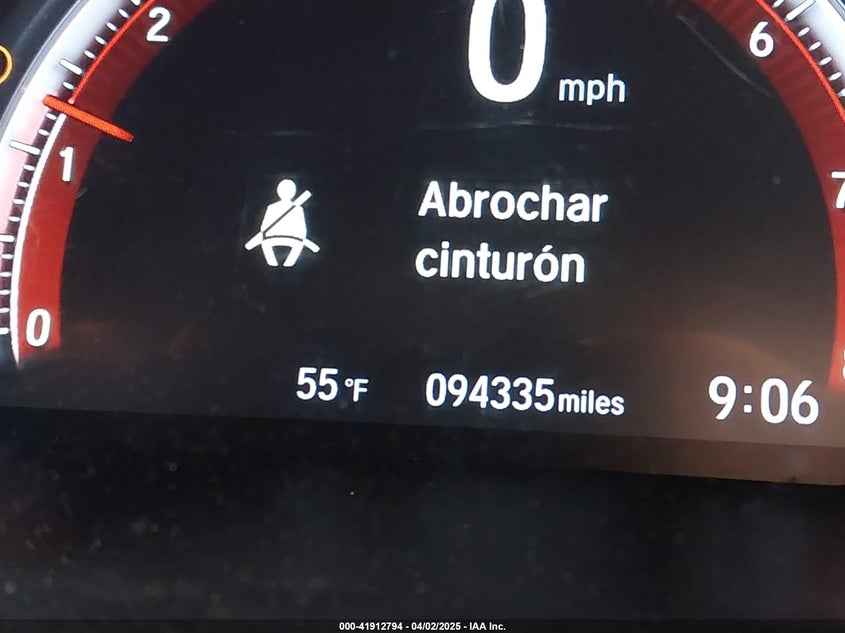 2
6
0 mph
1
7
Abrochar
cinturón
0
55 °F 094335 miles 9:06
000-41912794 - 04/02/2025 - IAA Inc.